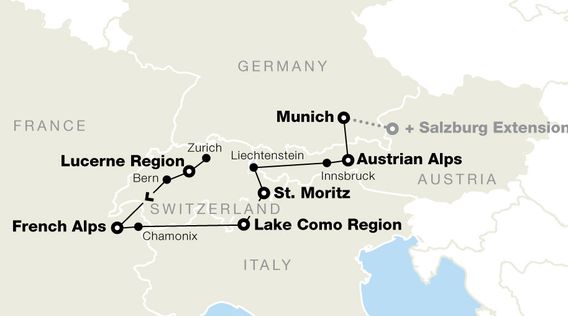 GERMANY
FRANCE
Munich
+ Salzburg Extension
Zurich
Liechtenstein
Lucerne Region
Austrian Alps
Innsbruck
Bern
AUSTRIA
St. Moritz
SWITZERLAND
French Alps
Lake Como Region
Chamonix
ITALY